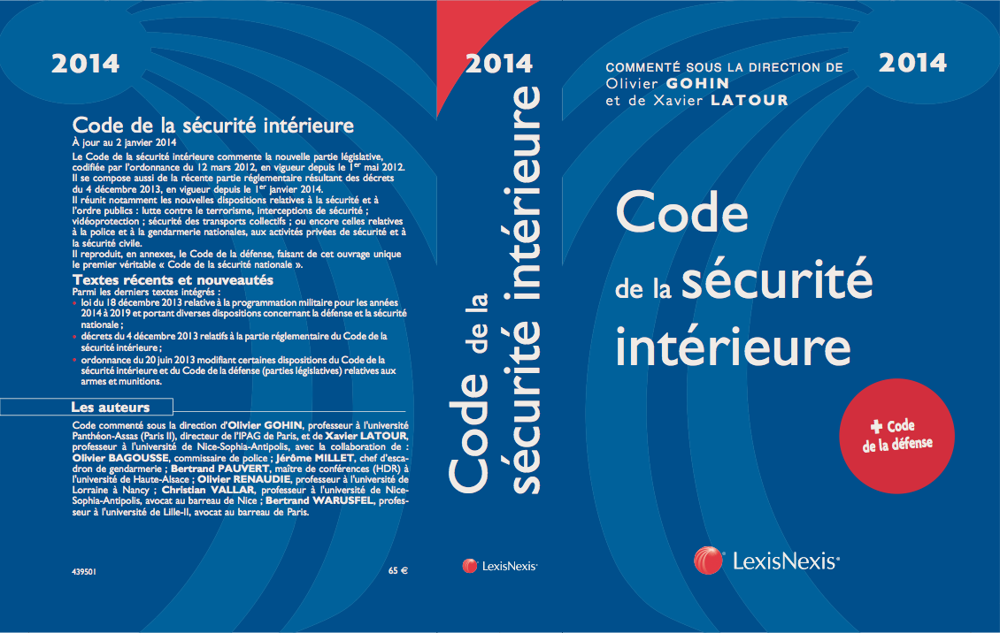 2014
Code de la sécurité intérieure
À jour au 2 janvier 2014
Le Code de la sécurité intérieure commente la nouvelle partie législative,
codifiée par l'ordonnance du 12 mars 2012, en vigueur depuis le 1er mai 2012.
Il se compose aussi de la récente partie réglementaire résultant des décrets
du 4 décembre 2013, en vigueur depuis le 1er janvier 2014.
Il réunit notamment les nouvelles dispositions relatives à la sécurité et à
l'ordre publics : lutte contre le terrorisme, interceptions de sécurité ;
vidéoprotection ; sécurité des transports collectifs ; ou encore celles relatives
à la police et à la gendarmerie nationales, aux activités privées de sécurité et à
la sécurité civile.
Il reproduit, en annexes, le Code de la défense, faisant de cet ouvrage unique
le premier véritable « Code de la sécurité nationale ».
Textes récents et nouveautés
Parmi les derniers textes intégrés :
• loi du 18 décembre 2013 relative à la programmation militaire pour les années
2014 à 2019 et portant diverses dispositions concernant la défense et la sécurité
nationale ;
• décrets du 4 décembre 2013 relatifs à la partie réglementaire du Code de la
sécurité intérieure ;
• ordonnance du 20 juin 2013 modifiant certaines dispositions du Code de la
sécurité intérieure et du Code de la défense (parties législatives) relatives aux
armes et munitions.
Les auteurs
Code commenté sous la direction d'Olivier GOHIN, professeur à l'université
Panthéon-Assas (Paris II), directeur de l'IPAG de Paris, et de Xavier LATOUR,
professeur à l'université de Nice-Sophia-Antipolis, avec la collaboration de :
Olivier BAGOUSSE, commissaire de police ; Jérôme MILLET, chef d'esca-
dron de gendarmerie ; Bertrand PAUVERT, maître de conférences (HDR) à
l'université de Haute-Alsace ; Olivier RENAUDIE, professeur à l'université de
Lorraine à Nancy ; Christian VALLAR, professeur à l'université de Nice-
Sophia-Antipolis, avocat au barreau de Nice ; Bertrand WARUSFEL, profes-
seur à l'université de Lille-II, avocat au barreau de Paris.
439501
65 €
2014
Code de la
sécurité intérieure
LexisNexis®
COMMENTÉ SOUS LA DIRECTION DE
Olivier GOHIN
et de Xavier LATOUR
2014
Code
de la sécurité
intérieure
+ Code
de la défense
LexisNexis®